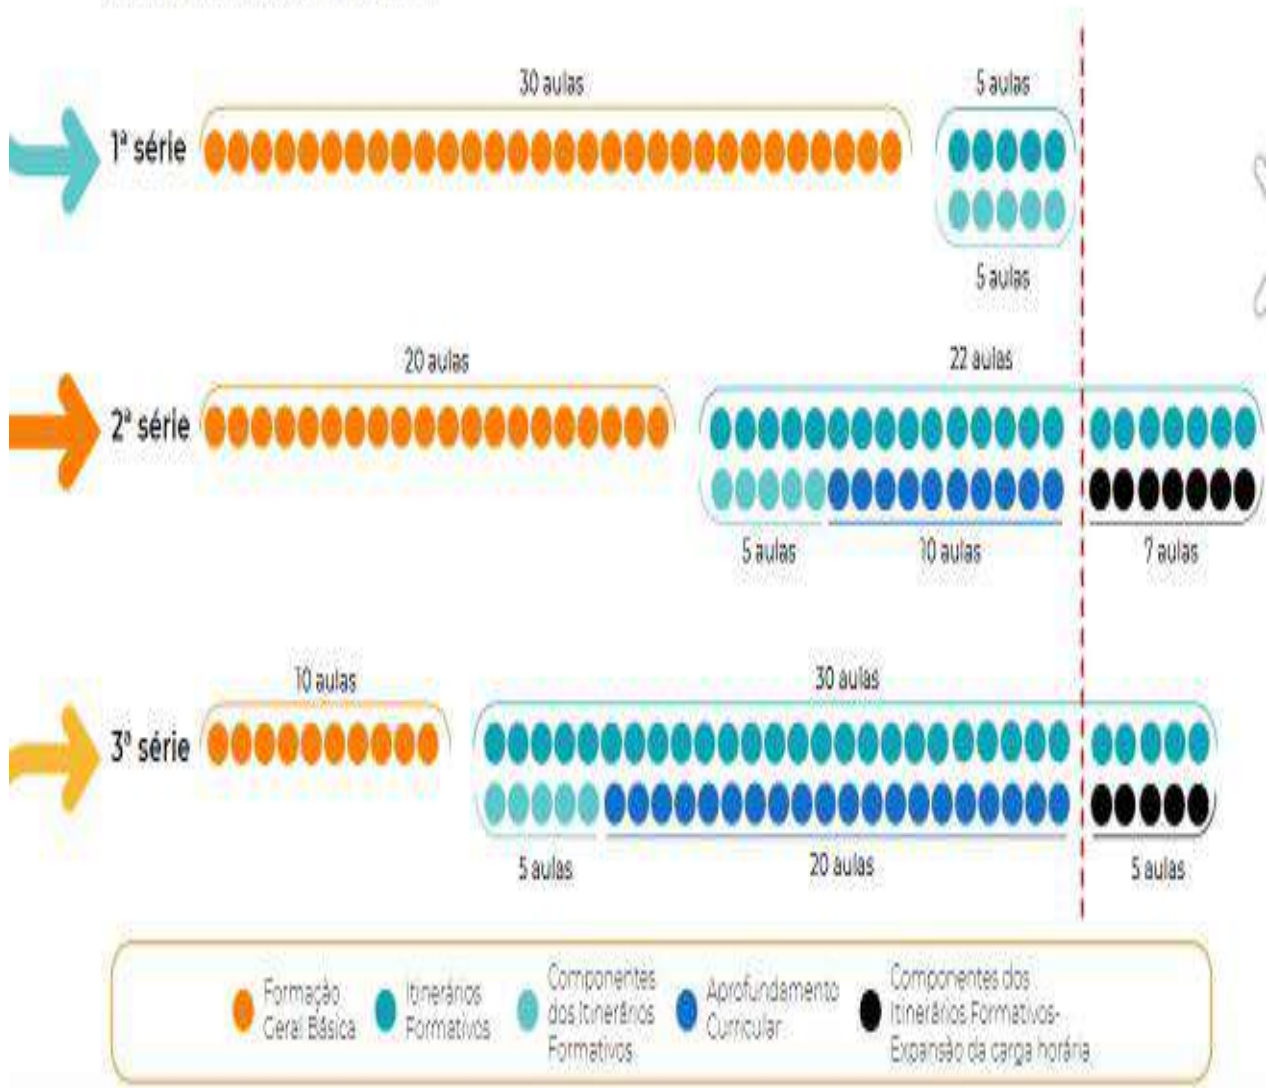 30 aulas
5 aulas
1ª série
5 aulas
20 aulas
22 aulas
2ª série
5 aulas
10 aulas
7 aulas
10 aulas
30 aulas
3ª série
5 aulas
20 aulas
5 aulas
Formação
Geral Básica
Itinerários
Formativos
Componentes
dos Itinerários
Formativos
Aprofundamento
Curricular
Componentes dos
Itinerários Formativos-
Expansão da carga horária